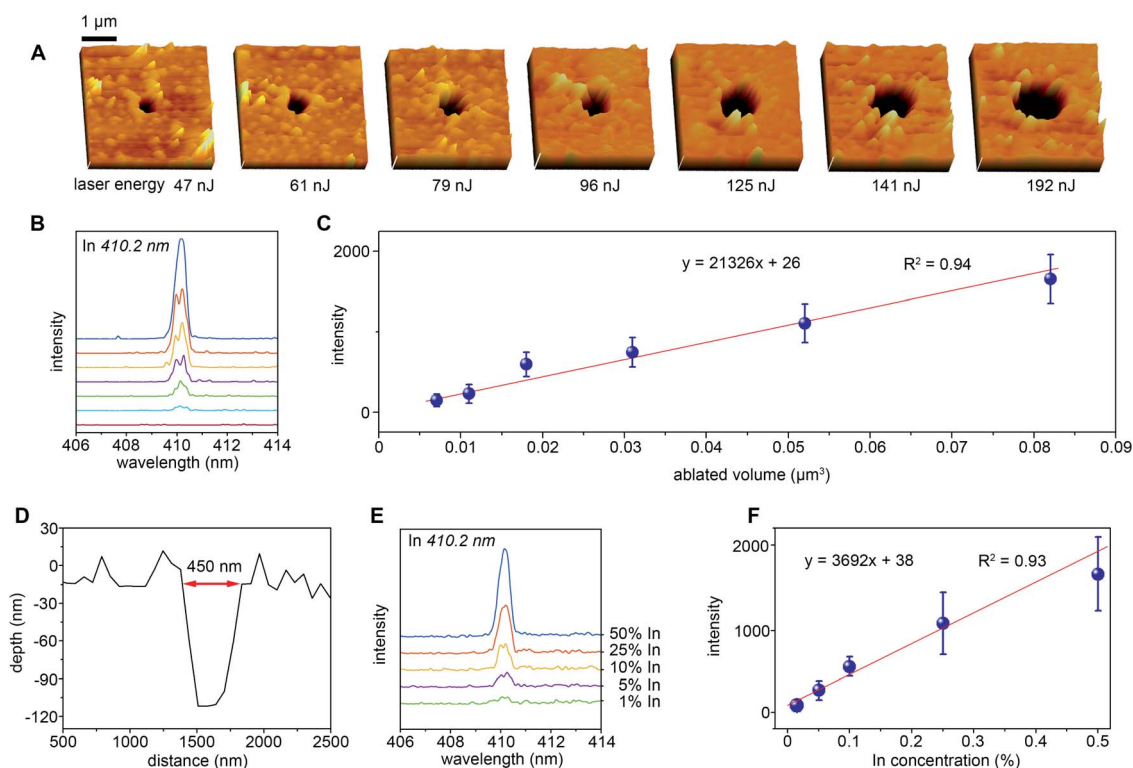 1 µm
A
laser energy 47 nJ 61 nJ 79 nJ 96 nJ 125 nJ 141 nJ 192 nJ
B
In 410.2 nm
intensity
406 408 410 412 414
wavelength (nm)
C
y = 21326x + 26 R² = 0.94
2000
1000
0
intensity
0 0.01 0.02 0.03 0.04 0.05 0.06 0.07 0.08 0.09
ablated volume (µm³)
D
450 nm
30
0
-30
-60
-90
-120
depth (nm)
500 1000 1500 2000 2500
distance (nm)
E
In 410.2 nm
50% In
25% In
10% In
5% In
1% In
intensity
406 408 410 412 414
wavelength (nm)
F
y = 3692x + 38 R² = 0.93
2000
1000
0
intensity
0 0.1 0.2 0.3 0.4 0.5
In concentration (%)